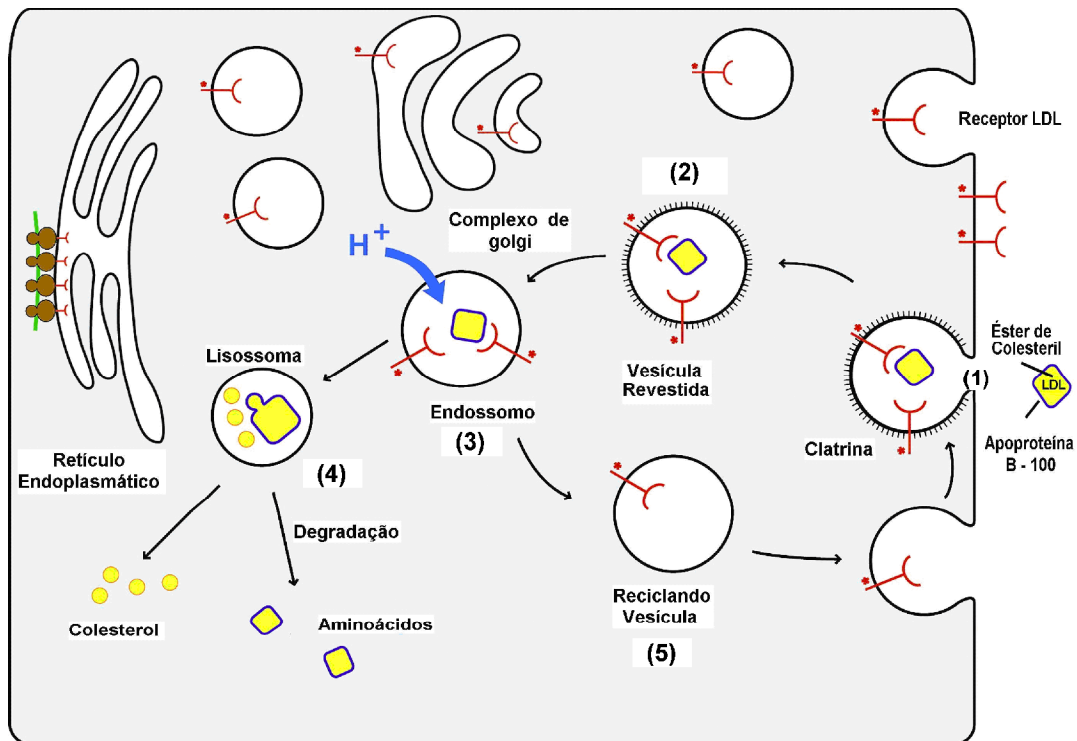 Receptor LDL
(2)
Complexo de
golgi
H+
Éster de
Colesteril
(1)
LDL
Lisossoma
Vesícula
Revestida
Endossomo
(3)
Clatrina
Apoproteína
B - 100
Retículo
Endoplasmático
(4)
Degradação
Reciclando
Vesícula
(5)
Colesterol
Aminoácidos